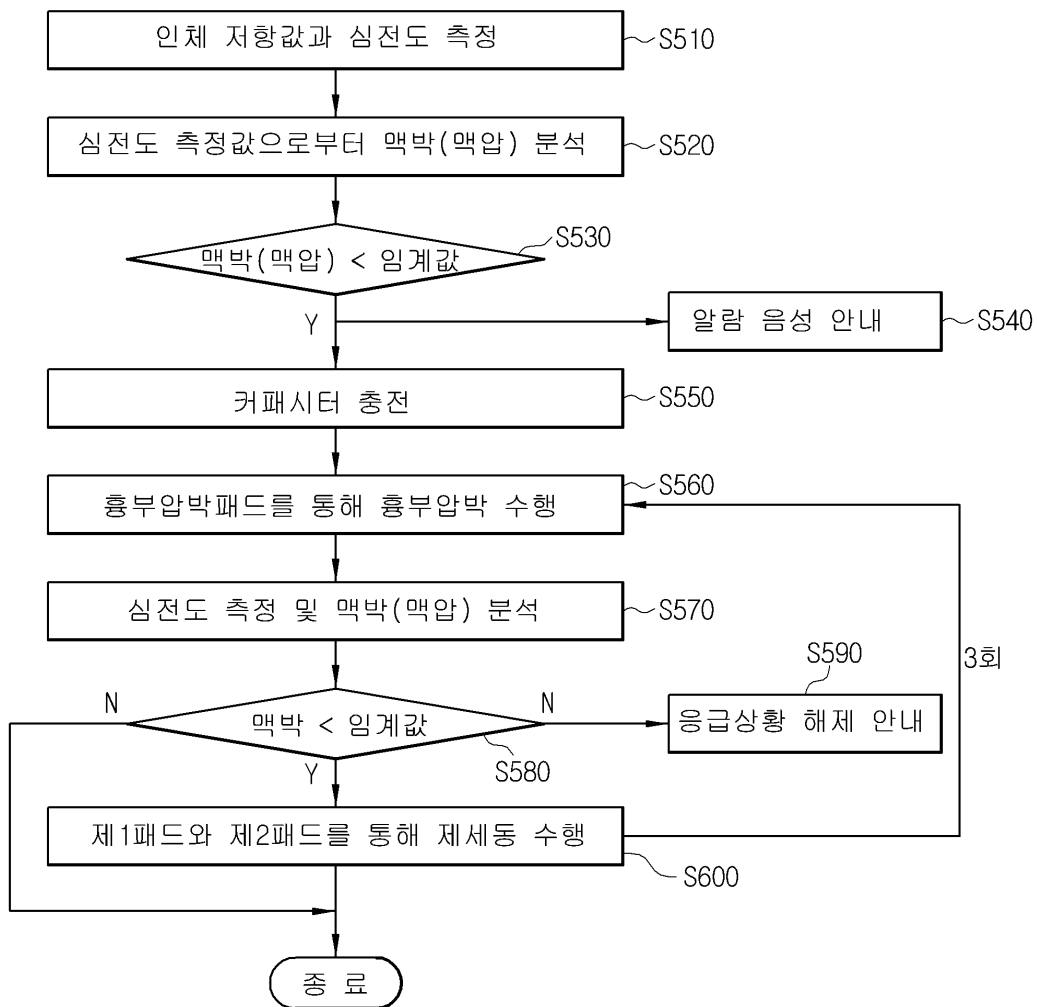 인체 저항값과 심전도 측정
S510
심전도 측정값으로부터 맥박(맥압) 분석
S520
S530
맥박(맥압) < 임계값
Y
알람 음성 안내
S540
커패시터 충전
S550
흉부압박패드를 통해 흉부압박 수행
S560
심전도 측정 및 맥박(맥압) 분석
S570
3회
S590
N
맥박 < 임계값
N
응급상황 해제 안내
S580
Y
제1패드와 제2패드를 통해 제세동 수행
S600
종 료